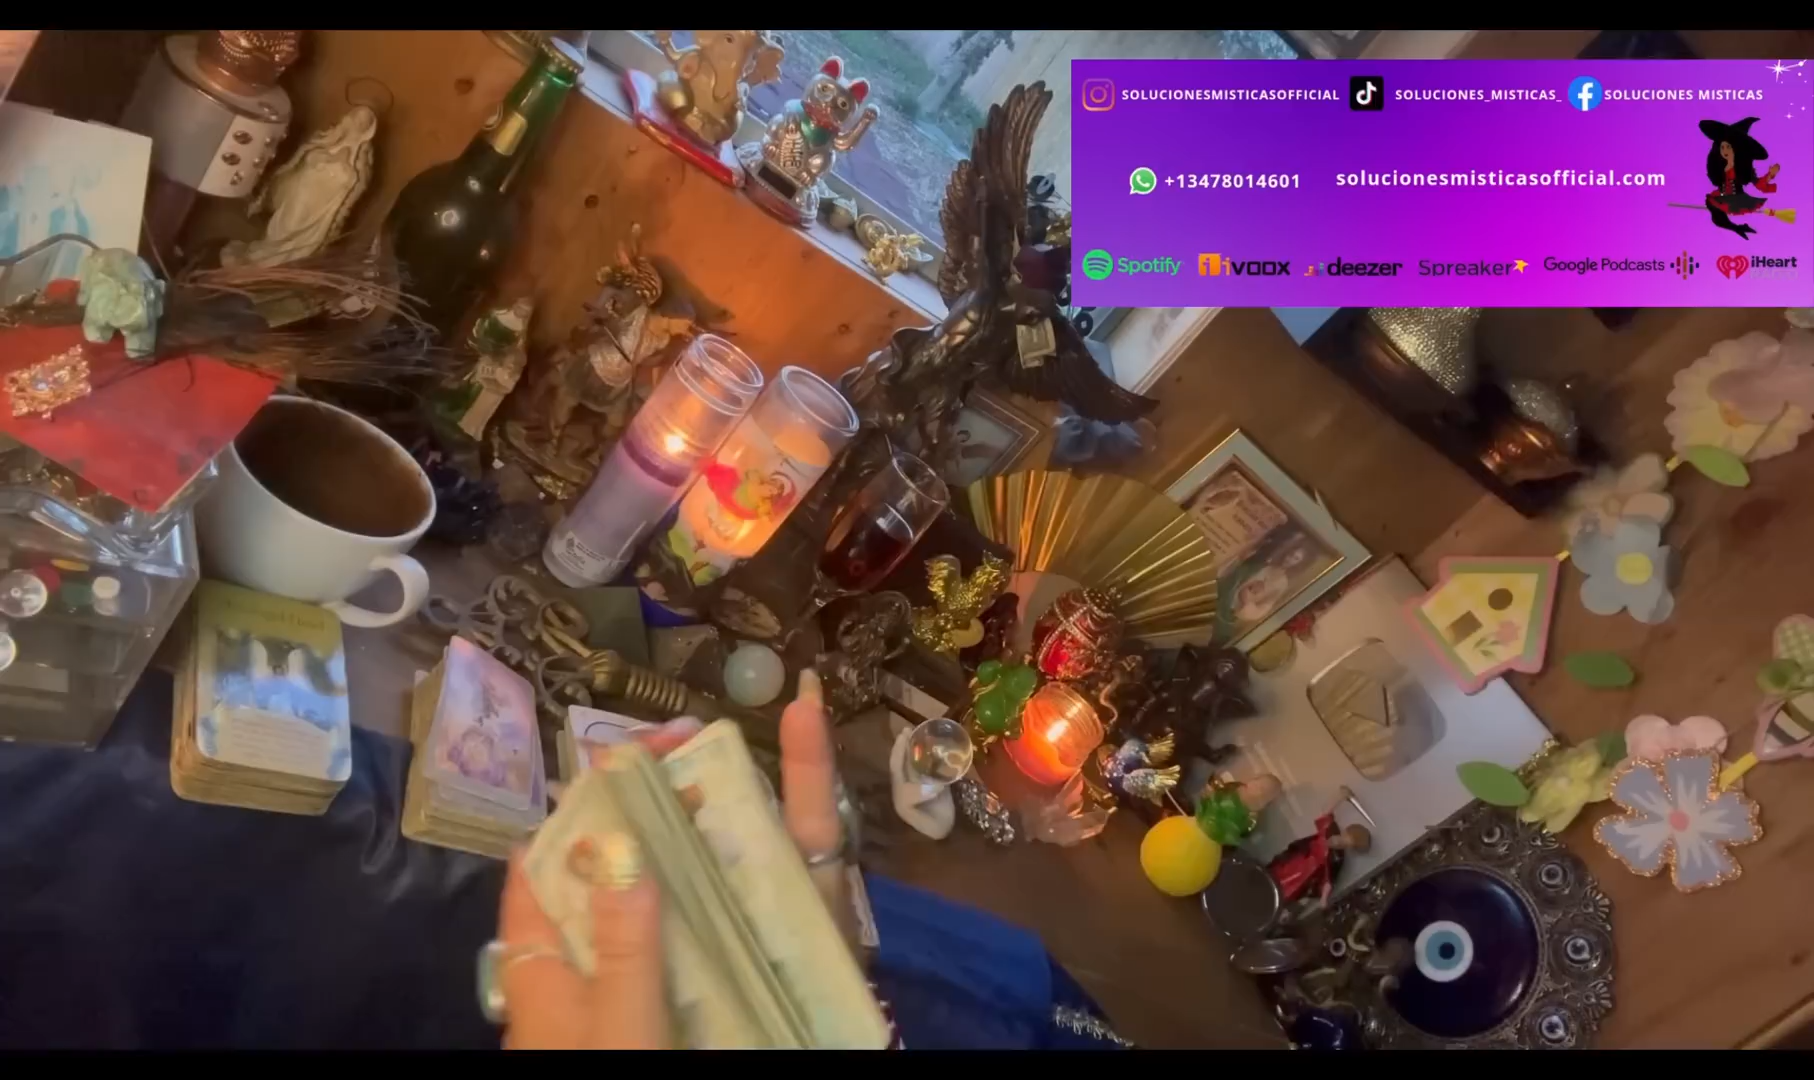 SOLUCIONESMISTICASOFFICIAL SOLUCIONES_MISTICAS_ SOLUCIONES MISTICAS
+13478014601 solucionesmisticasofficial.com
Spotify iVOOX deezer Spreaker Google Podcasts iHeart